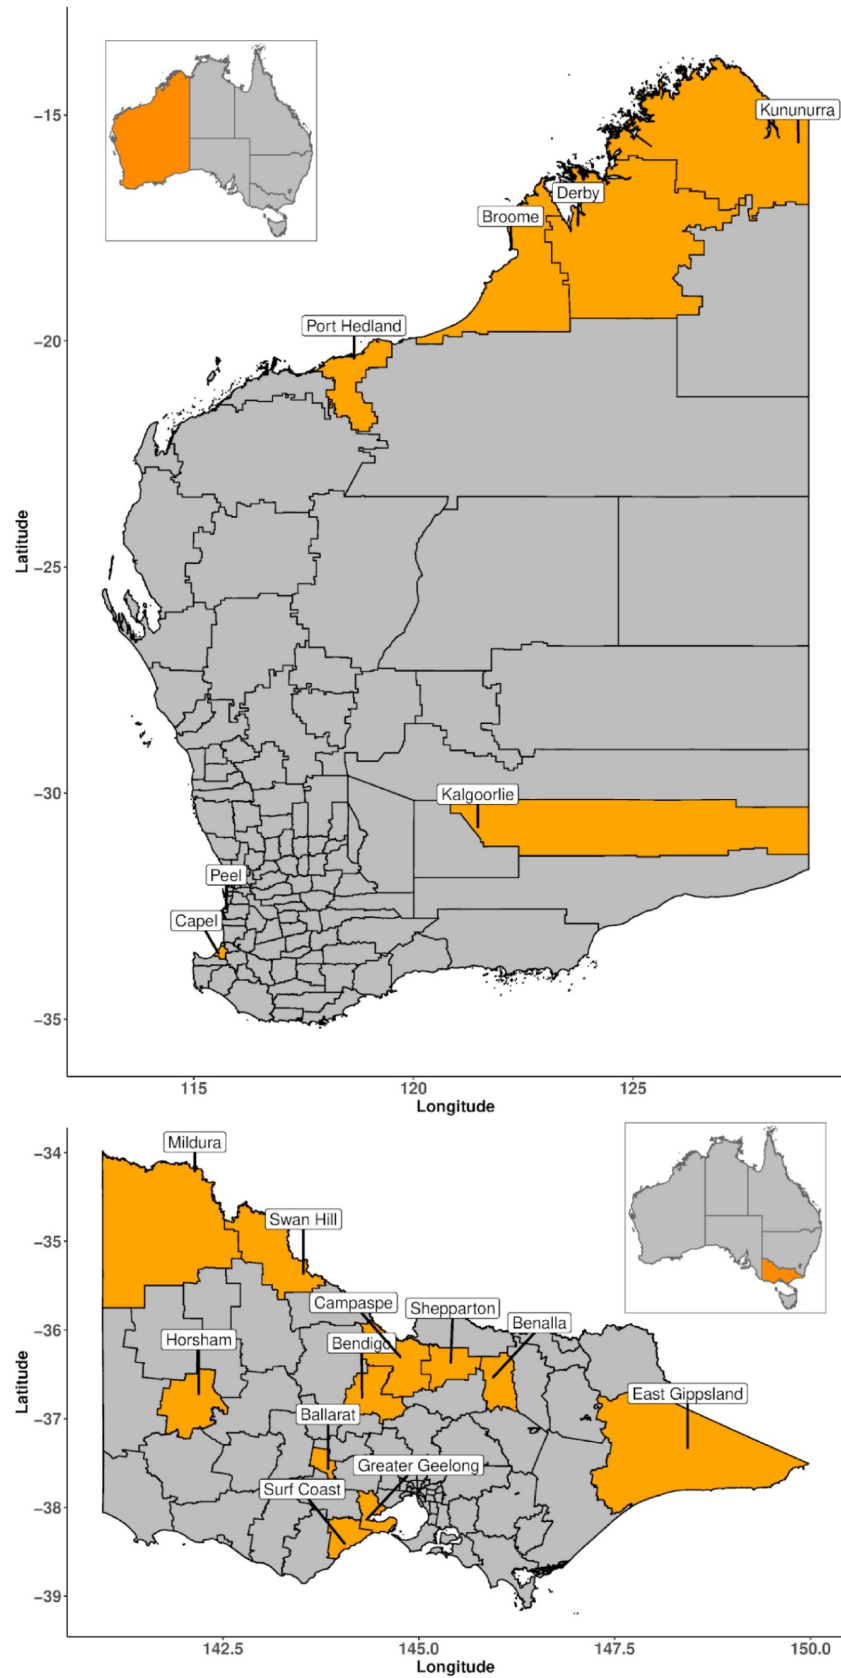 Kununurra
Derby
Broome
Port Hedland
Kalgoorlie
Peel
Capel
−15
−20
−25
−30
−35
Latitude
115
120
125
Longitude
Mildura
Swan Hill
Campaspe
Shepparton
Benalla
Horsham
Bendigo
East Gippsland
Ballarat
Greater Geelong
Surf Coast
−34
−35
−36
−37
−38
−39
Latitude
142.5
145.0
147.5
150.0
Longitude